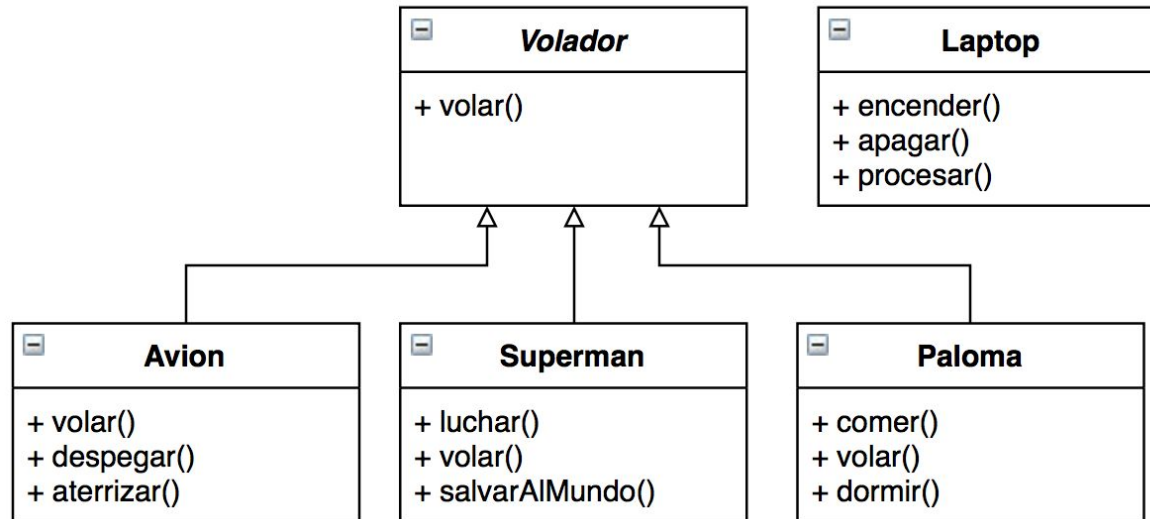 Volador
+ volar()
Laptop
+ encender()
+ apagar()
+ procesar()
Avion
+ volar()
+ despegar()
+ aterrizar()
Superman
+ luchar()
+ volar()
+ salvarAlMundo()
Paloma
+ comer()
+ volar()
+ dormir()